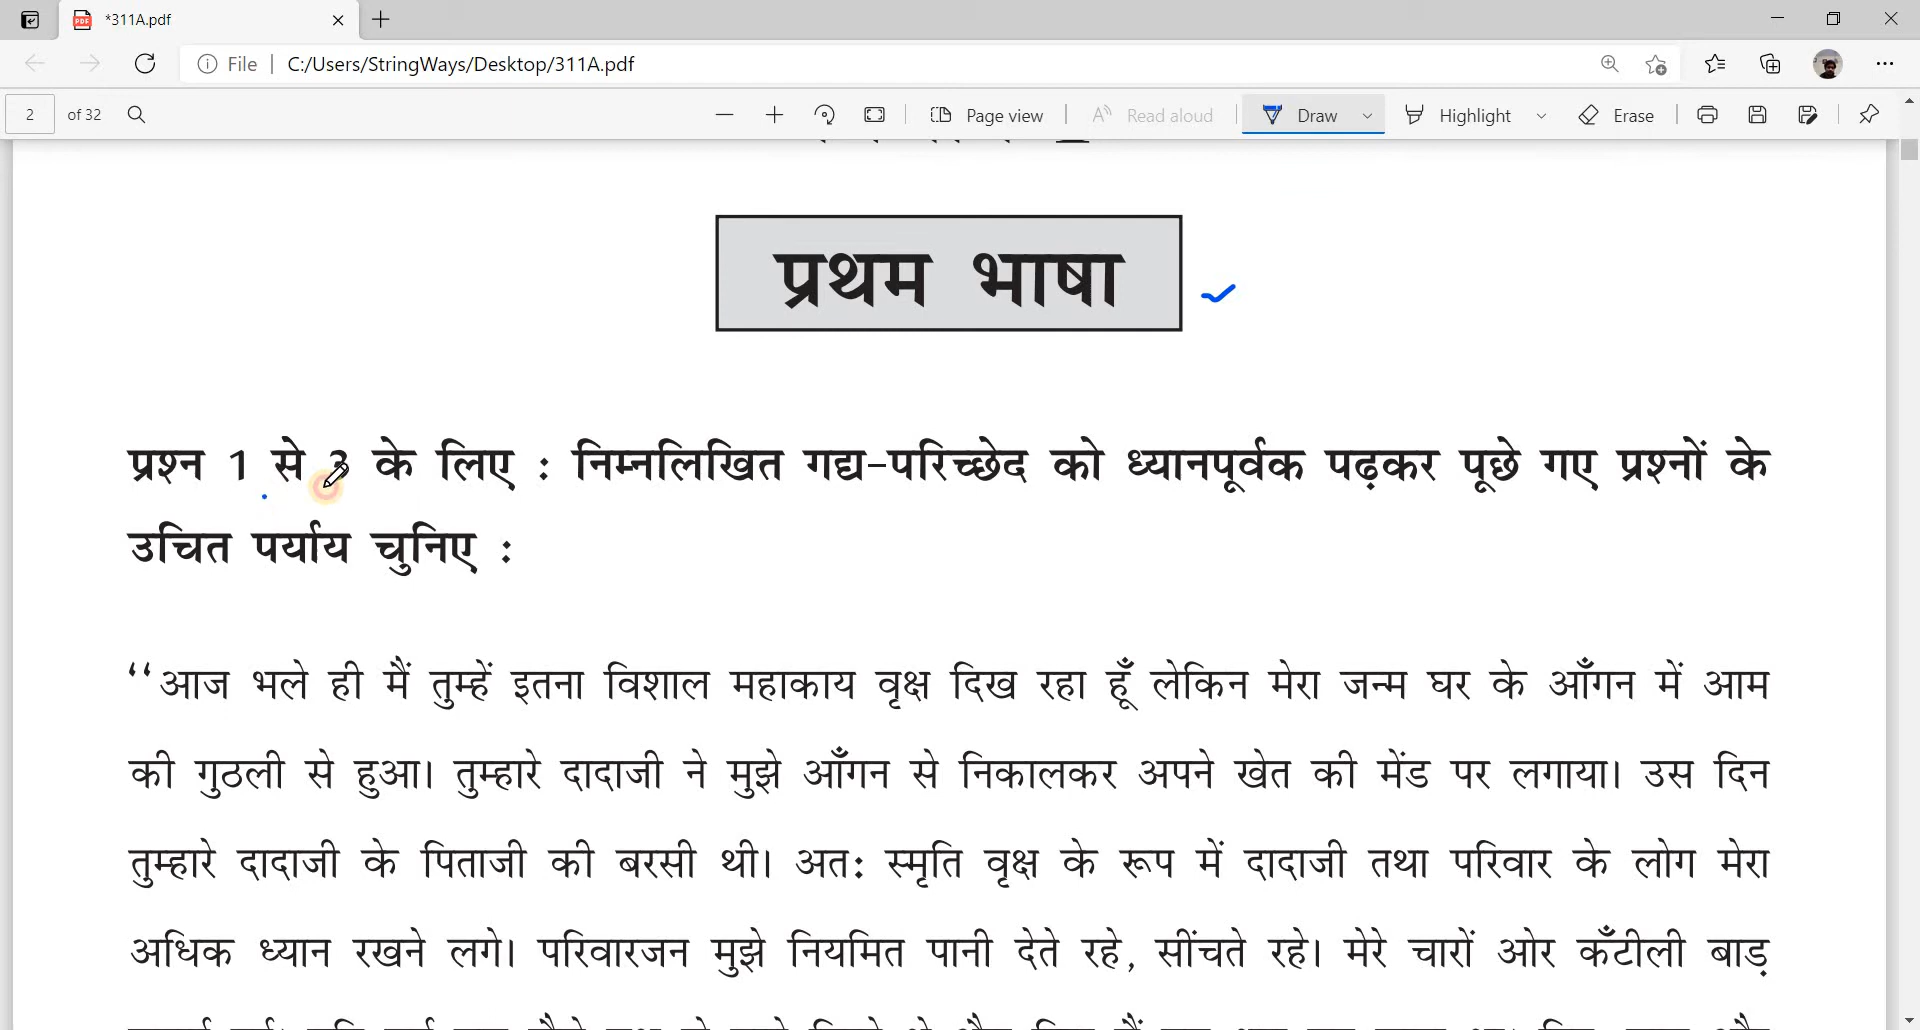 *311A.pdf
File
C:/Users/StringWays/Desktop/311A.pdf
2 of 32
Page view
Read aloud
Draw
Highlight
Erase
प्रथम भाषा
प्रश्न 1 से 3 के लिए : निम्नलिखित गद्य-परिच्छेद को ध्यानपूर्वक पढ़कर पूछे गए प्रश्नों के
उचित पर्याय चुनिए :
“आज भले ही मैं तुम्हें इतना विशाल महाकाय वृक्ष दिख रहा हूँ लेकिन मेरा जन्म घर के आँगन में आम
की गुठली से हुआ। तुम्हारे दादाजी ने मुझे आँगन से निकालकर अपने खेत की मेंड पर लगाया। उस दिन
तुम्हारे दादाजी के पिताजी की बरसी थी। अतः स्मृति वृक्ष के रूप में दादाजी तथा परिवार के लोग मेरा
अधिक ध्यान रखने लगे। परिवारजन मुझे नियमित पानी देते रहे, सींचते रहे। मेरे चारों ओर कँटीली बाड़